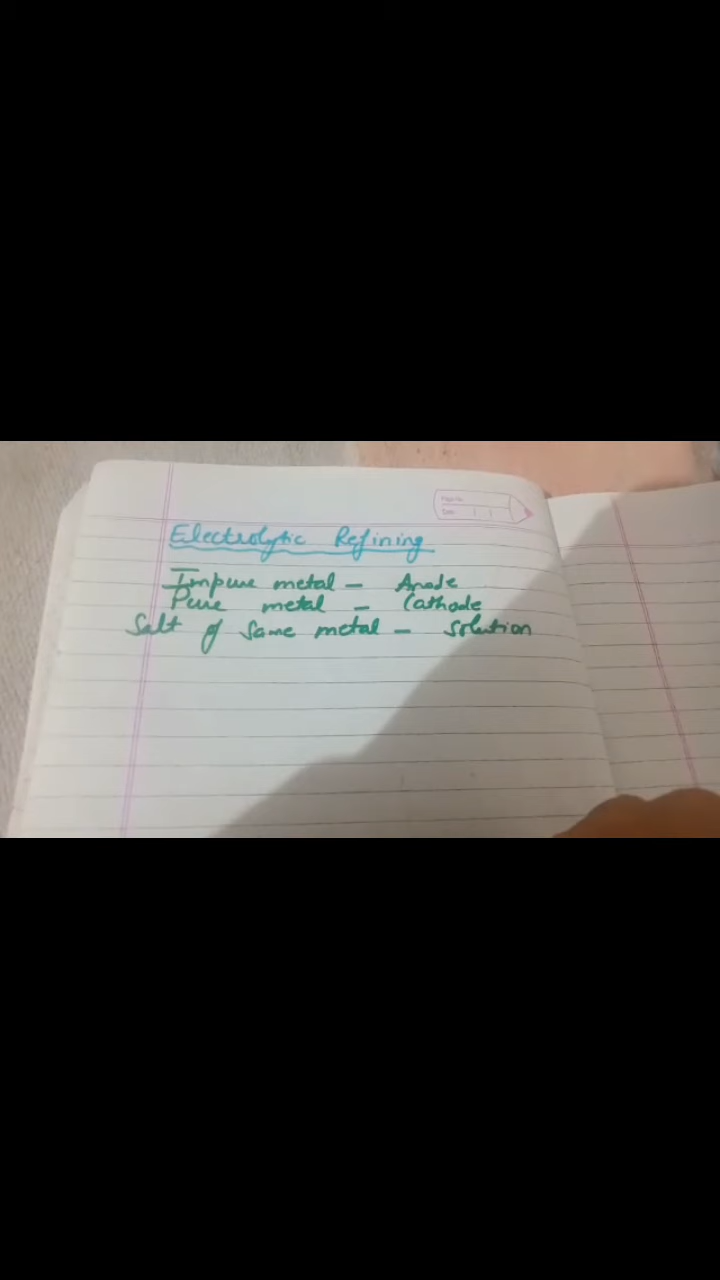 Electrolytic Refining
Impure metal – Anode
Pure metal – Cathode
Salt of same metal – solution